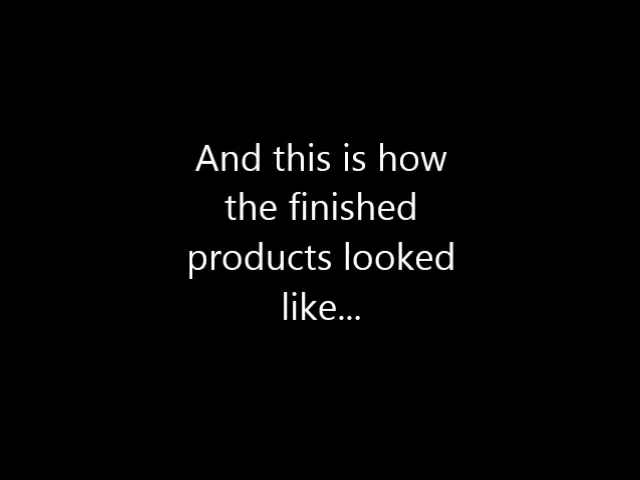 And this is how
the finished
products looked
like...